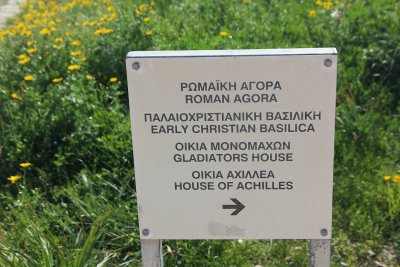 ΡΩΜΑΪΚΗ ΑΓΟΡΑ
ROMAN AGORA
ΠΑΛΑΙΟΧΡΙΣΤΙΑΝΙΚΗ ΒΑΣΙΛΙΚΗ
EARLY CHRISTIAN BASILICA
ΟΙΚΙΑ ΜΟΝΟΜΑΧΩΝ
GLADIATORS HOUSE
ΟΙΚΙΑ ΑΧΙΛΛΕΑ
HOUSE OF ACHILLES